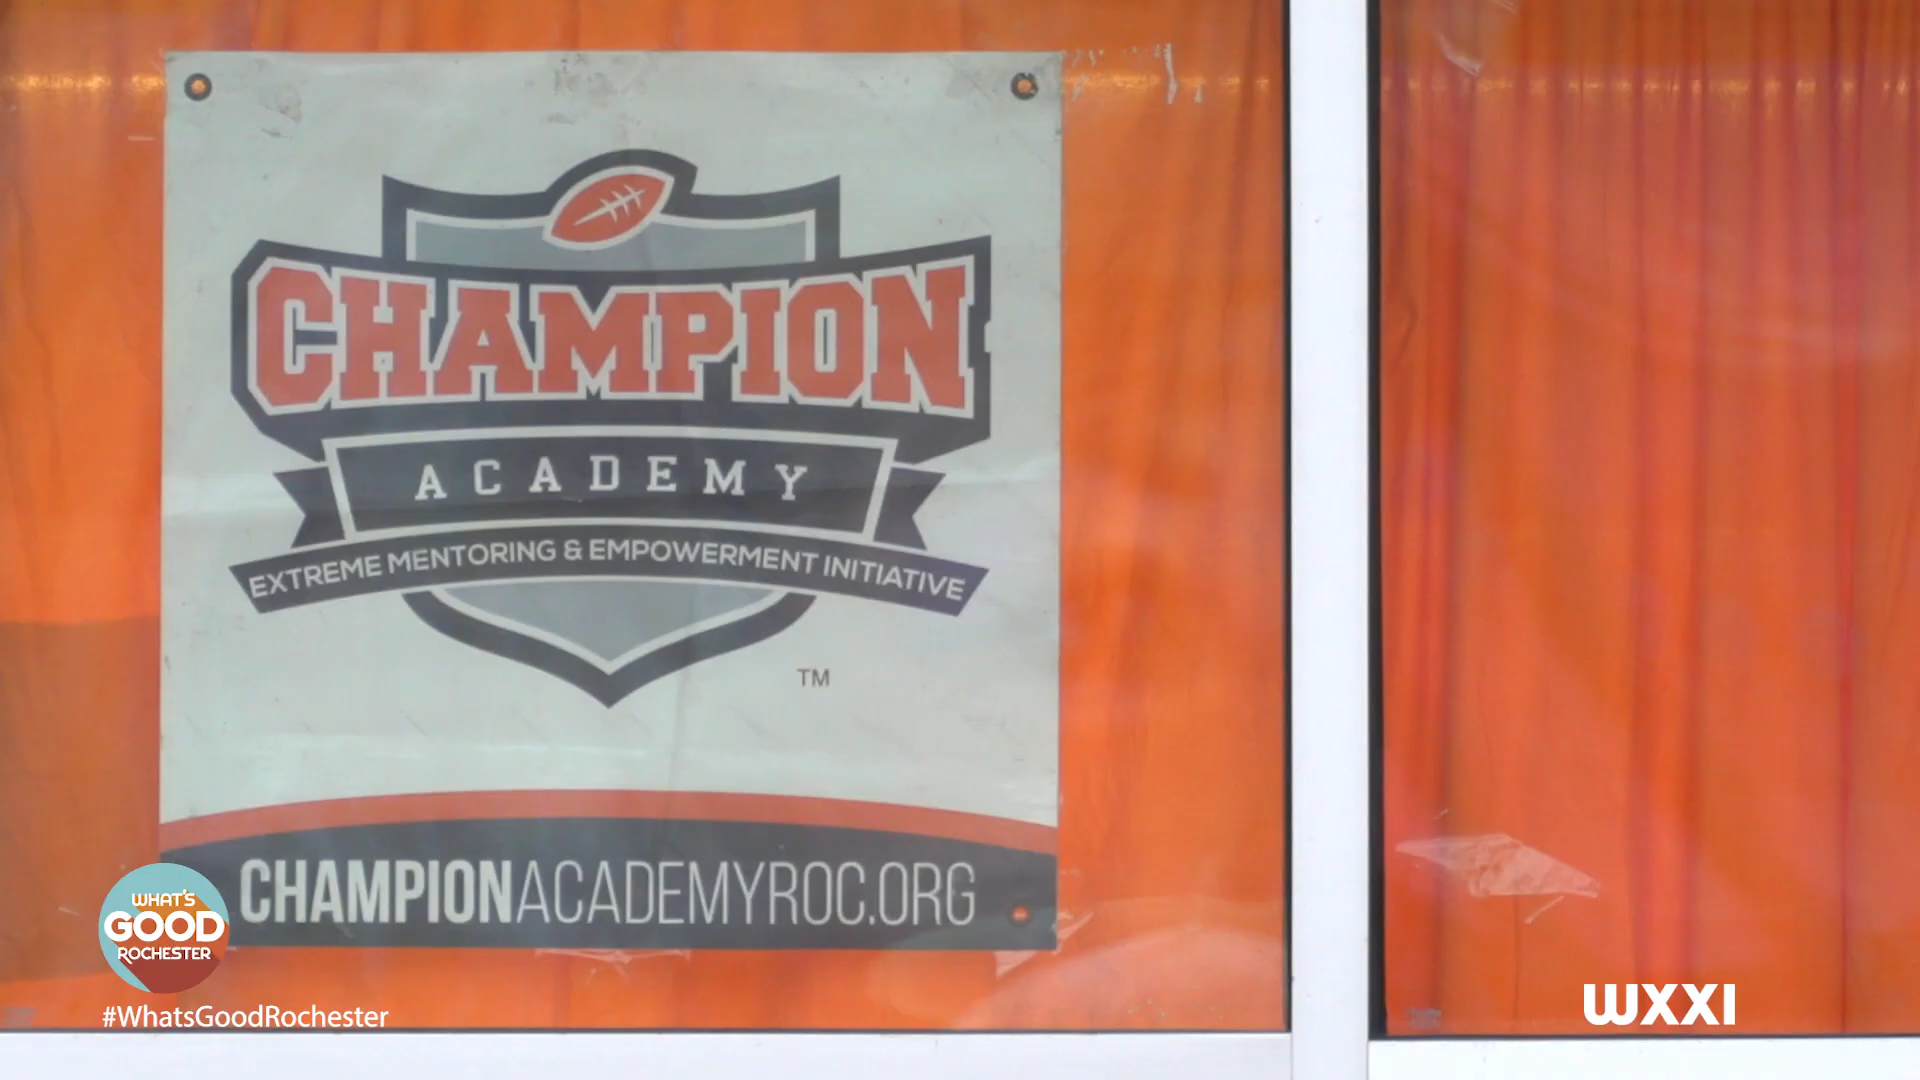 CHAMPION
ACADEMY
EXTREME MENTORING & EMPOWERMENT INITIATIVE
TM
CHAMPIONACADEMYROC.ORG
WHAT'S
GOOD
ROCHESTER
#WhatsGoodRochester
WXXI